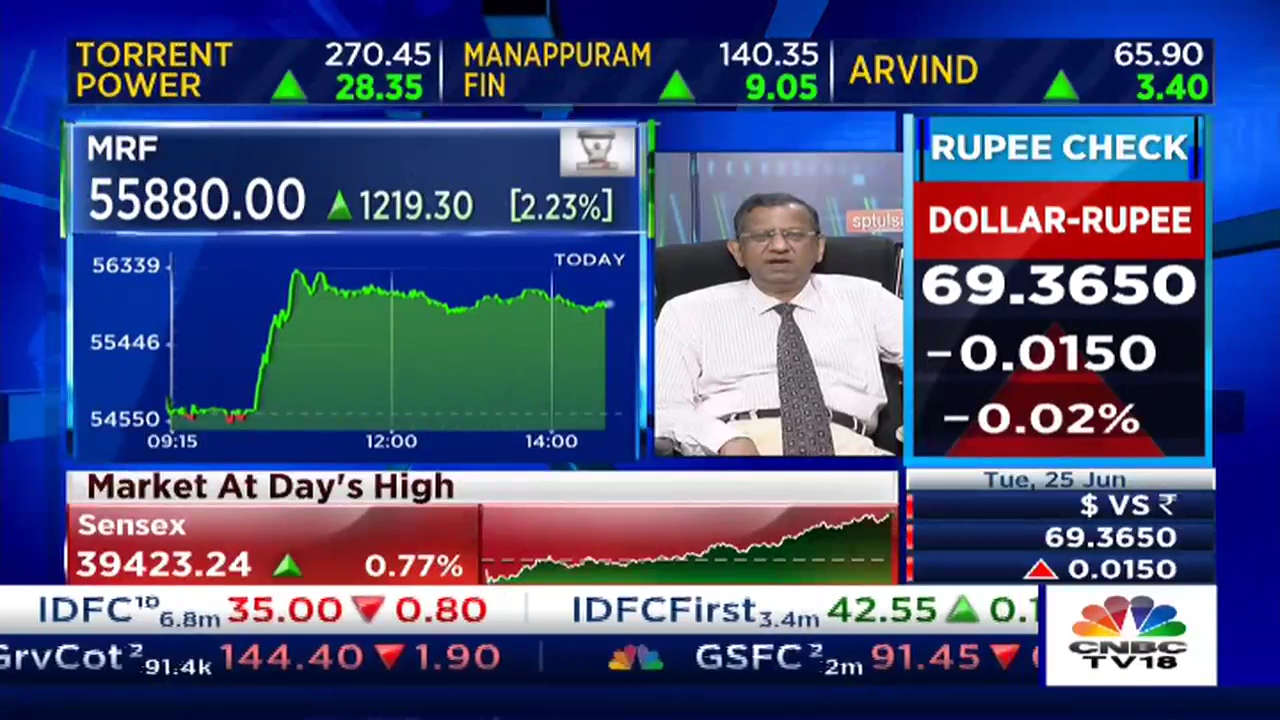 TORRENT POWER 270.45 28.35
MANAPPURAM FIN 140.35 9.05
ARVIND 65.90 3.40
MRF
55880.00 1219.30 [2.23%]
TODAY
56339
55446
54550
09:15 12:00 14:00
sptulsi
RUPEE CHECK
DOLLAR-RUPEE
69.3650
-0.0150
-0.02%
Tue, 25 Jun
$ VS ₹
69.3650
0.0150
Market At Day's High
Sensex
39423.24 0.77%
IDFC 1D 6.8m 35.00 0.80 IDFCFirst 3.4m 42.55
GrvCot 2 91.4k 144.40 1.90 GSFC 2 2m 91.45
CNBC
TV18